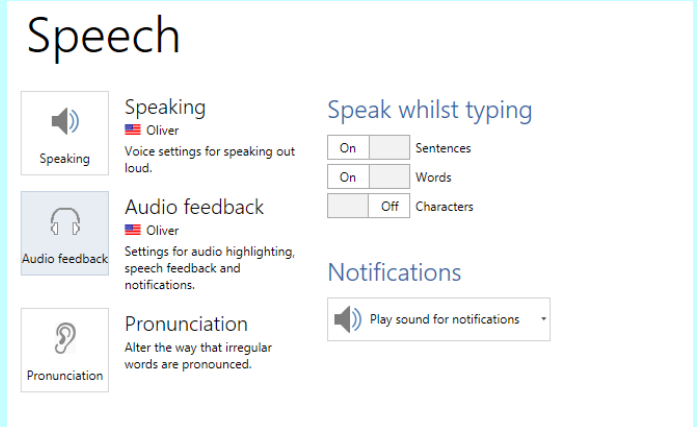 Speech
Speaking
Speaking
Oliver
Voice settings for speaking out
loud.
Audio feedback
Audio feedback
Oliver
Settings for audio highlighting,
speech feedback and
notifications.
Pronunciation
Pronunciation
Alter the way that irregular
words are pronounced.
Speak whilst typing
On Sentences
On Words
Off Characters
Notifications
Play sound for notifications